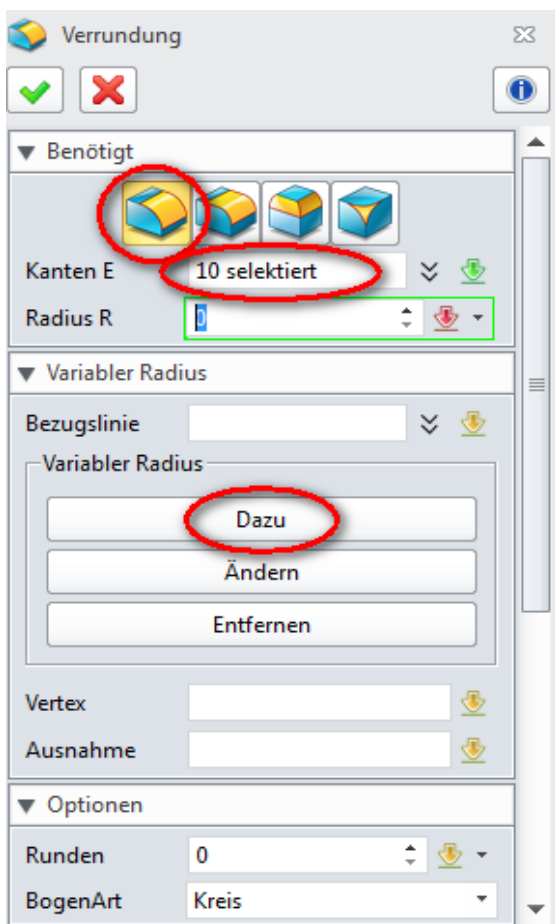 Verrundung
Benötigt
Kanten E 10 selektiert
Radius R 0
Variabler Radius
Bezugslinie
Variabler Radius
Dazu
Ändern
Entfernen
Vertex
Ausnahme
Optionen
Runden 0
BogenArt Kreis